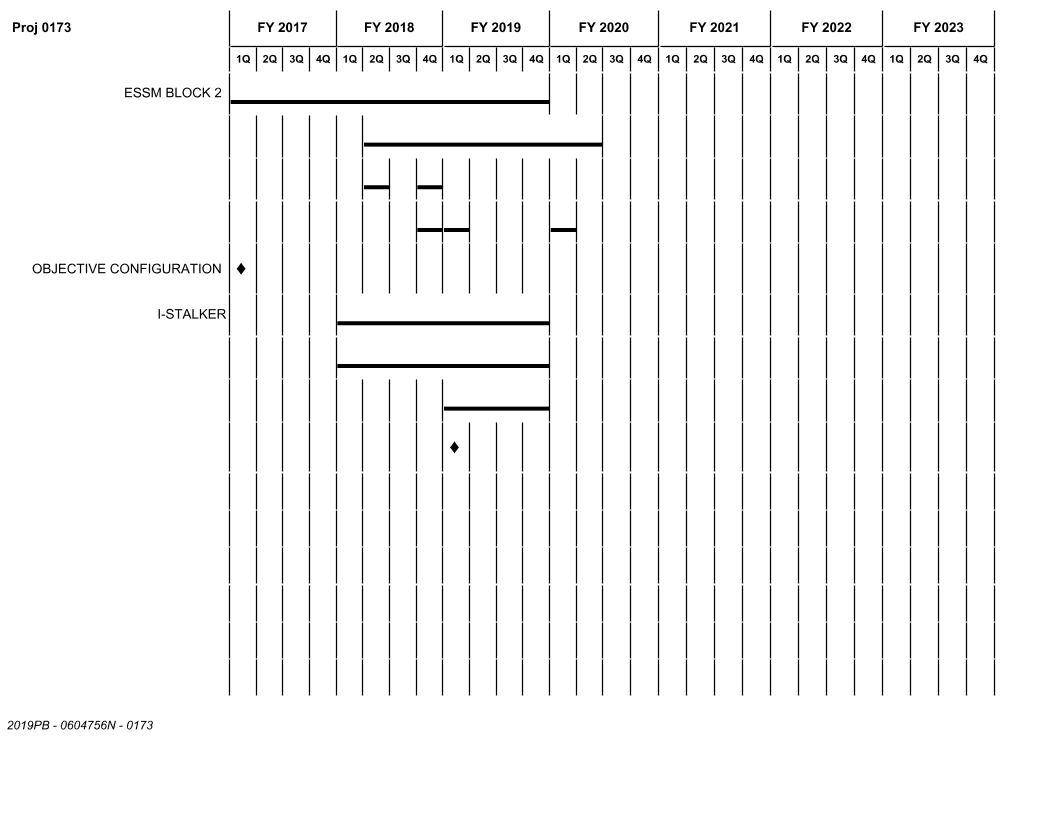 Proj 0173 FY 2017 FY 2018 FY 2019 FY 2020 FY 2021 FY 2022 FY 2023
1Q 2Q 3Q 4Q 1Q 2Q 3Q 4Q 1Q 2Q 3Q 4Q 1Q 2Q 3Q 4Q 1Q 2Q 3Q 4Q 1Q 2Q 3Q 4Q 1Q 2Q 3Q 4Q
ESSM BLOCK 2
OBJECTIVE CONFIGURATION
I-STALKER
2019PB - 0604756N - 0173